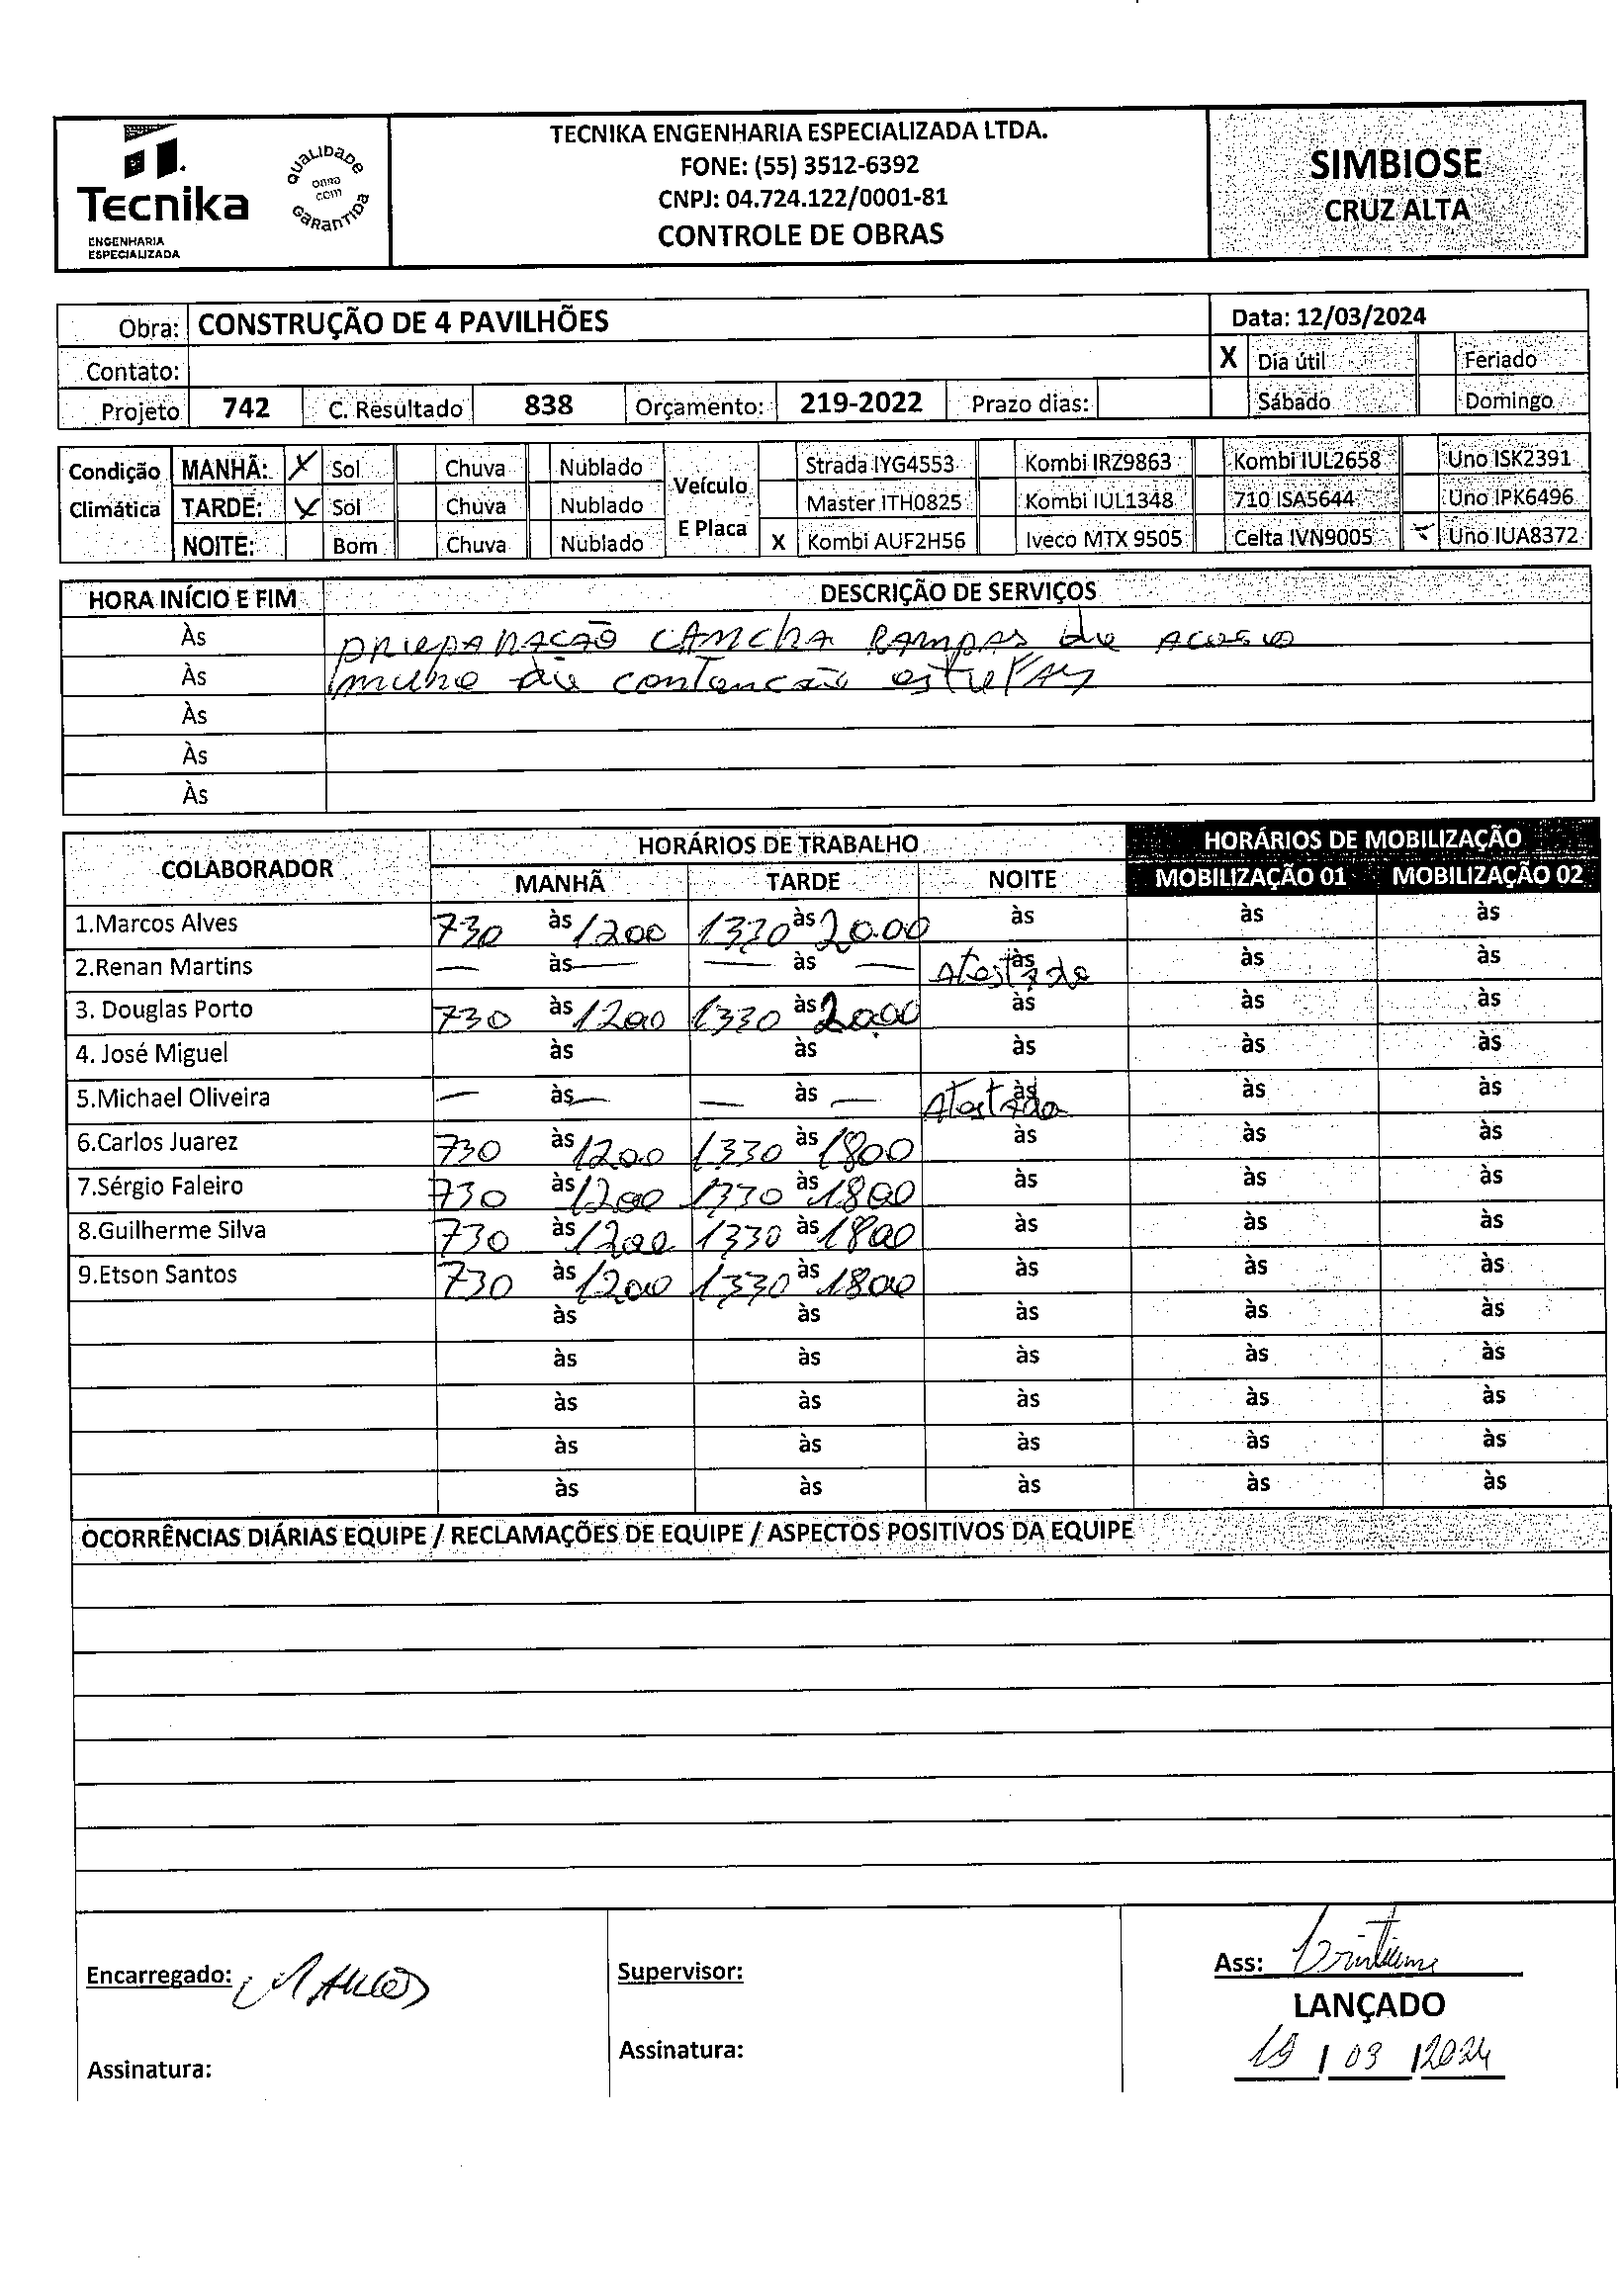 Tecnika
ENGENHARIA
ESPECIALIZADA
QUALIDADE
OBRA
COM
GARANTIDA
TECNIKA ENGENHARIA ESPECIALIZADA LTDA.
FONE: (55) 3512-6392
CNPJ: 04.724.122/0001-81
CONTROLE DE OBRAS
SIMBIOSE
CRUZ ALTA
Obra: CONSTRUÇÃO DE 4 PAVILHÕES Data: 12/03/2024
Contato: X Dia útil Feriado
Projeto 742 C. Resultado 838 Orçamento: 219-2022 Prazo dias: Sábado Domingo
Condição Climática
MANHÃ: X Sol Chuva Nublado
TARDE: X Sol Chuva Nublado
NOITE: Bom Chuva Nublado
Veículo E Placa
Strada IYG4553 Kombi IRZ9863 Kombi IUL2658 Uno ISK2391
Master ITH0825 Kombi IUL1348 710 ISA5644 Uno IPK6496
X Kombi AUF2H56 Iveco MTX 9505 Celta IVN9005 Uno IUA8372
HORA INÍCIO E FIM DESCRIÇÃO DE SERVIÇOS
Às preparação cancha rampas de acesso
Às muro de contencão
Às
Às
Às
COLABORADOR HORÁRIOS DE TRABALHO HORÁRIOS DE MOBILIZAÇÃO
MANHÃ TARDE NOITE MOBILIZAÇÃO 01 MOBILIZAÇÃO 02
1.Marcos Alves 730 às 1200 1330 às 20.00 às às às
2.Renan Martins — às — — às — às Atestado às às
3. Douglas Porto 730 às 1200 1330 às 2000 às às às
4. José Miguel às às às às às
5.Michael Oliveira — às — — às — às Atestado às às
6.Carlos Juarez 730 às 1200 1330 às 1800 às às às
7.Sérgio Faleiro 730 às 1200 1330 às 1800 às às às
8.Guilherme Silva 730 às 1200 1330 às 1800 às às às
9.Etson Santos 730 às 1200 1330 às 1800 às às às
às às às às às
às às às às às
às às às às às
às às às às às
às às às às às
OCORRÊNCIAS DIÁRIAS EQUIPE / RECLAMAÇÕES DE EQUIPE / ASPECTOS POSITIVOS DA EQUIPE
Encarregado: Marcos
Assinatura:
Supervisor:
Assinatura:
Ass:
LANÇADO
19 / 03 / 2024